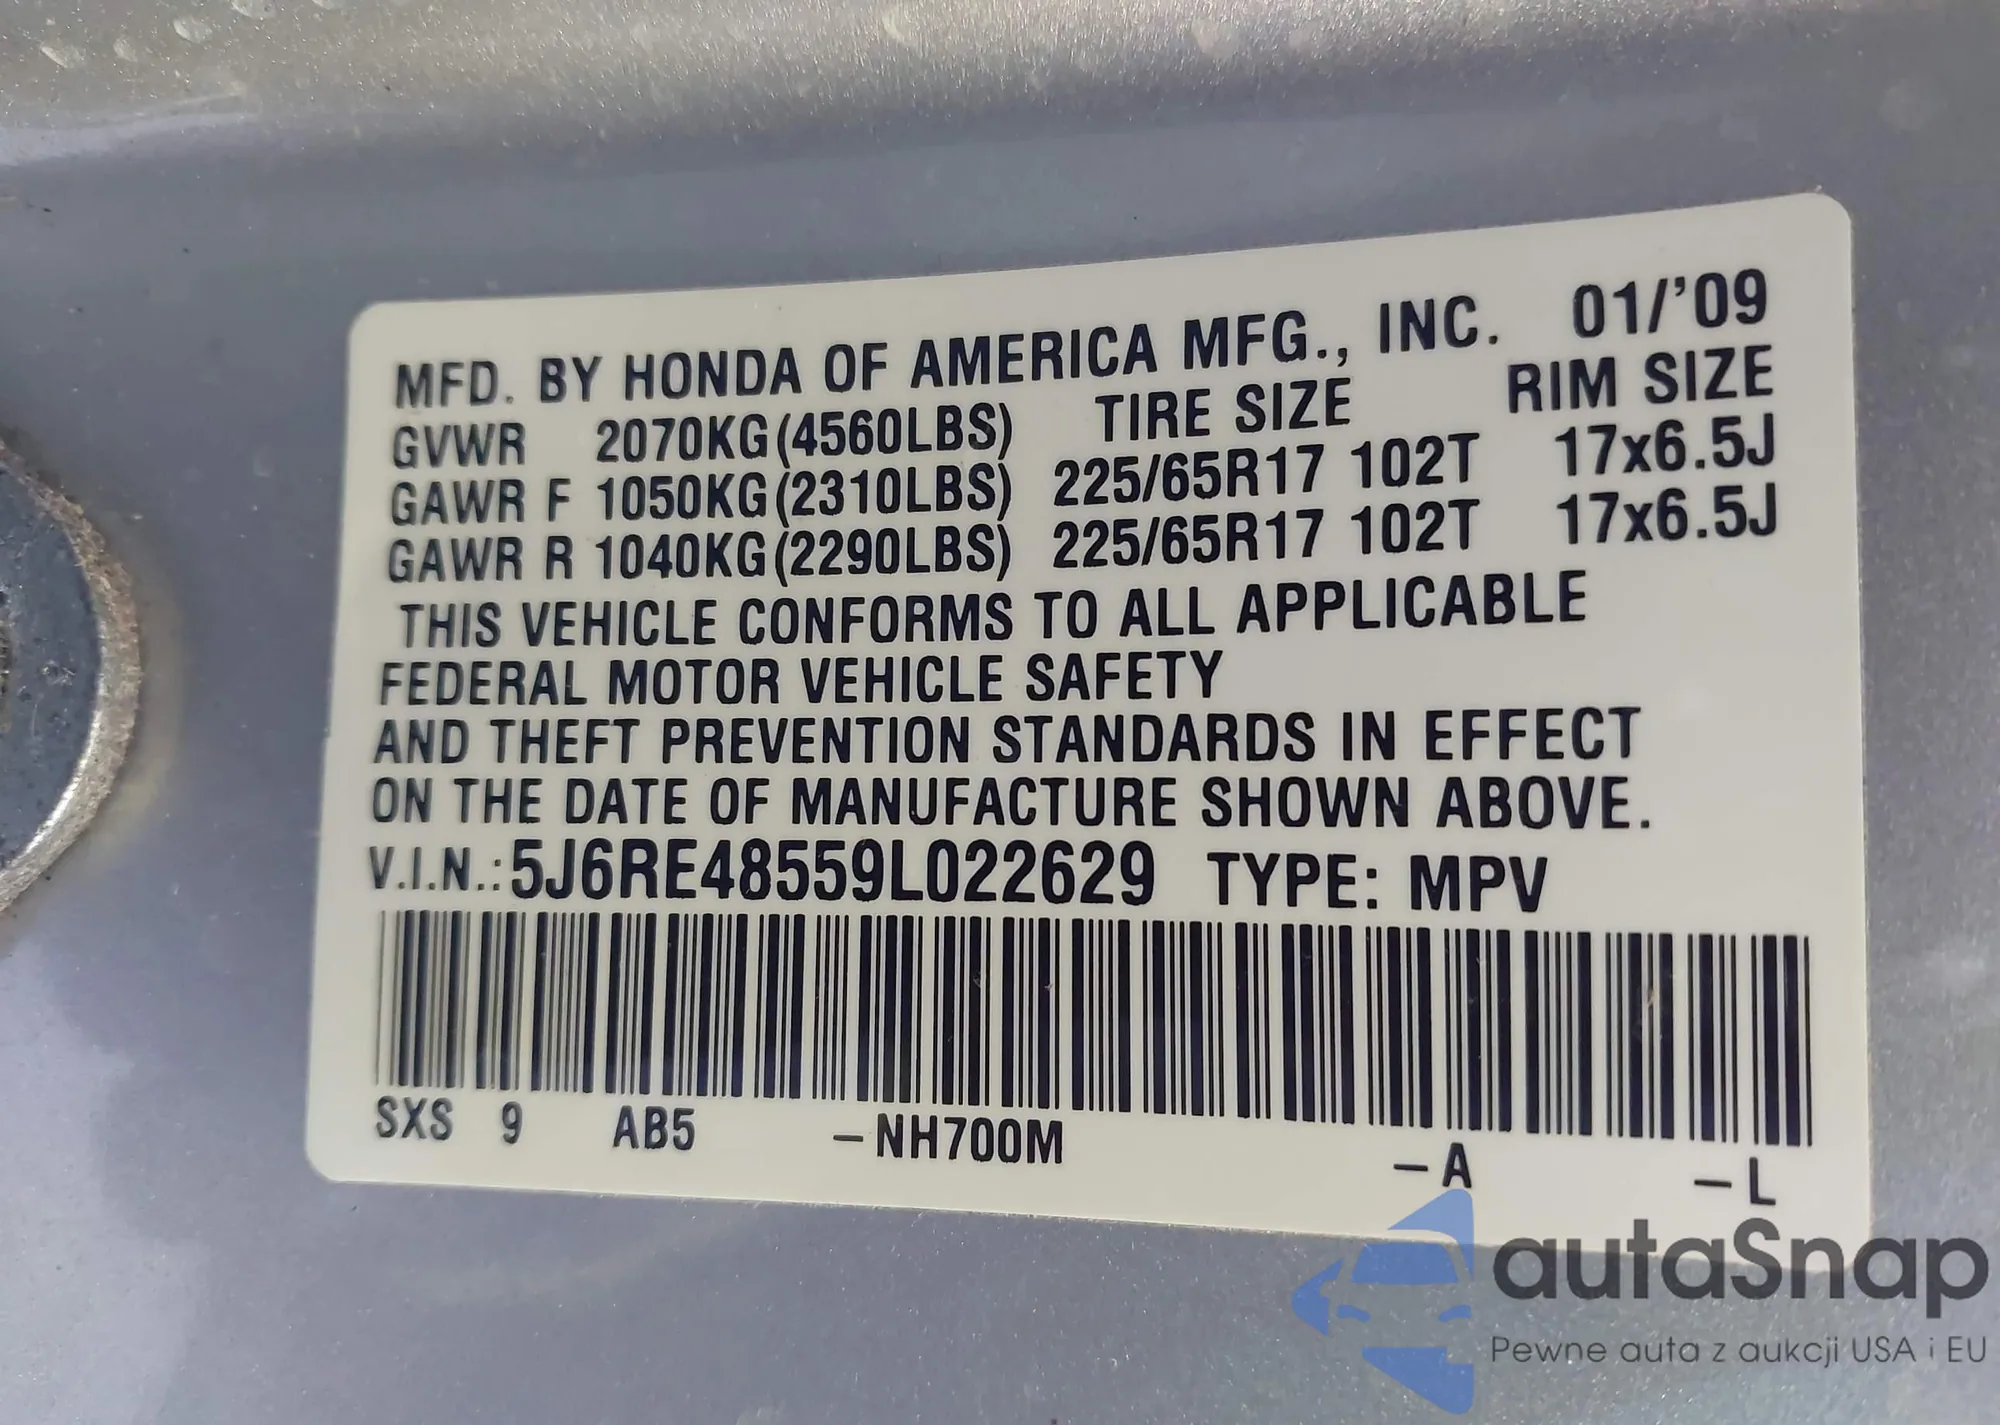 MFD. BY HONDA OF AMERICA MFG., INC. 01/'09
GVWR 2070KG(4560LBS) TIRE SIZE RIM SIZE
GAWR F 1050KG(2310LBS) 225/65R17 102T 17x6.5J
GAWR R 1040KG(2290LBS) 225/65R17 102T 17x6.5J
THIS VEHICLE CONFORMS TO ALL APPLICABLE
FEDERAL MOTOR VEHICLE SAFETY
AND THEFT PREVENTION STANDARDS IN EFFECT
ON THE DATE OF MANUFACTURE SHOWN ABOVE.
V.I.N.:5J6RE48559L022629 TYPE: MPV
SXS 9 AB5 –NH700M –A –L
autaSnap
Pewne auta z aukcji USA i EU